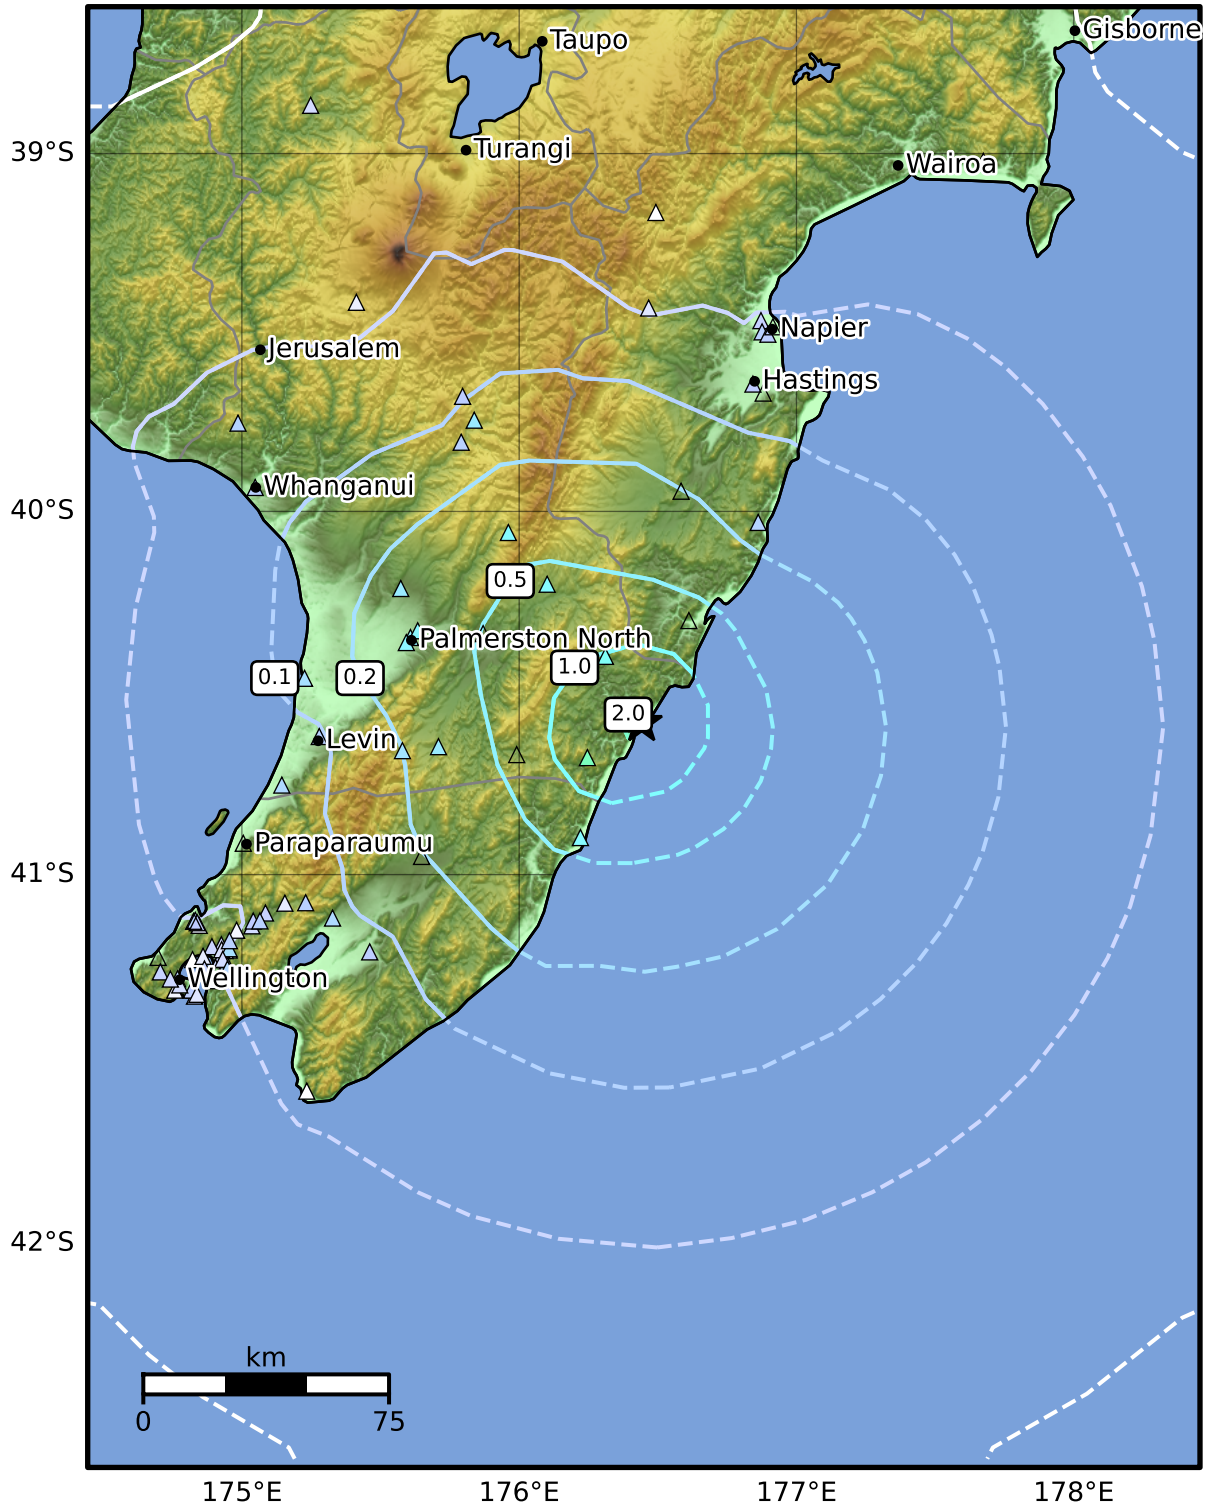 Gisborne
Taupo
Turangi
39°S
Wairoa
Napier
Jerusalem
Hastings
Whanganui
40°S
0.5
Palmerston North
1.0
0.1
0.2
2.0
Levin
Paraparaumu
41°S
Wellington
42°S
km
0
75
175°E
176°E
177°E
178°E